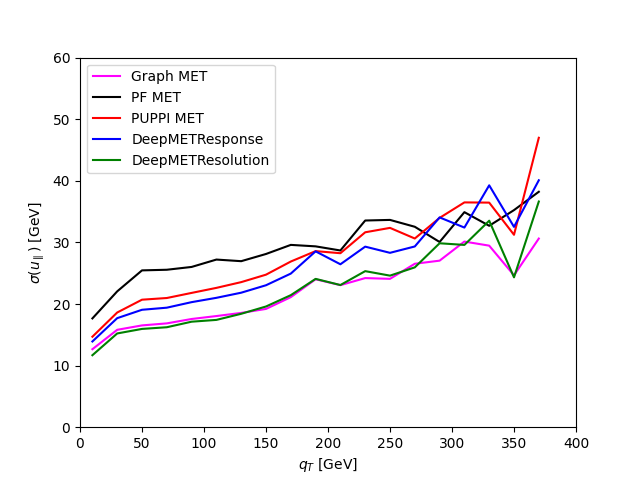 Graph MET
PF MET
PUPPI MET
DeepMETResponse
DeepMETResolution
60
50
40
30
20
10
0
σ(u∥) [GeV]
0 50 100 150 200 250 300 350 400
q_T [GeV]